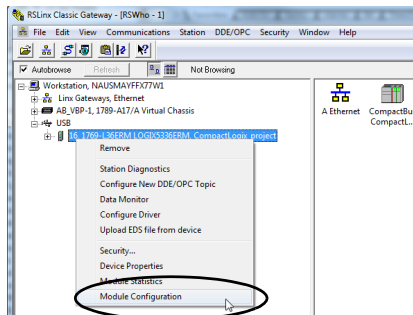 RSLinx Classic Gateway - [RSWho - 1]
File Edit View Communications Station DDE/OPC Security Window Help
Autobrowse Refresh Not Browsing
Workstation, NAUSMAYFFX77W1
Linx Gateways, Ethernet
AB_VBP-1, 1789-A17/A Virtual Chassis
USB
16, 1769-L36ERM LOGIX5336ERM, CompactLogix_project
A Ethernet
CompactBu...
CompactL...
Remove
Station Diagnostics
Configure New DDE/OPC Topic
Data Monitor
Configure Driver
Upload EDS file from device
Security...
Device Properties
Module Statistics
Module Configuration